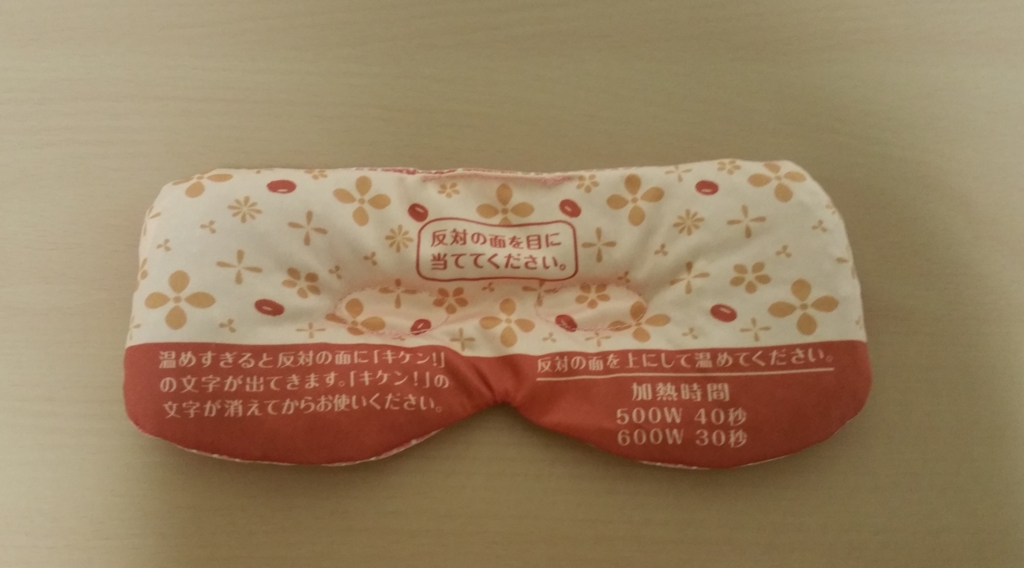 反対の面を目に
当ててください。
温めすぎると反対の面に「キケン!」
の文字が出てきます。「キケン!」の
文字が消えてからお使いください。
反対の面を上にして温めてください。
加熱時間
500W 40秒
600W 30秒